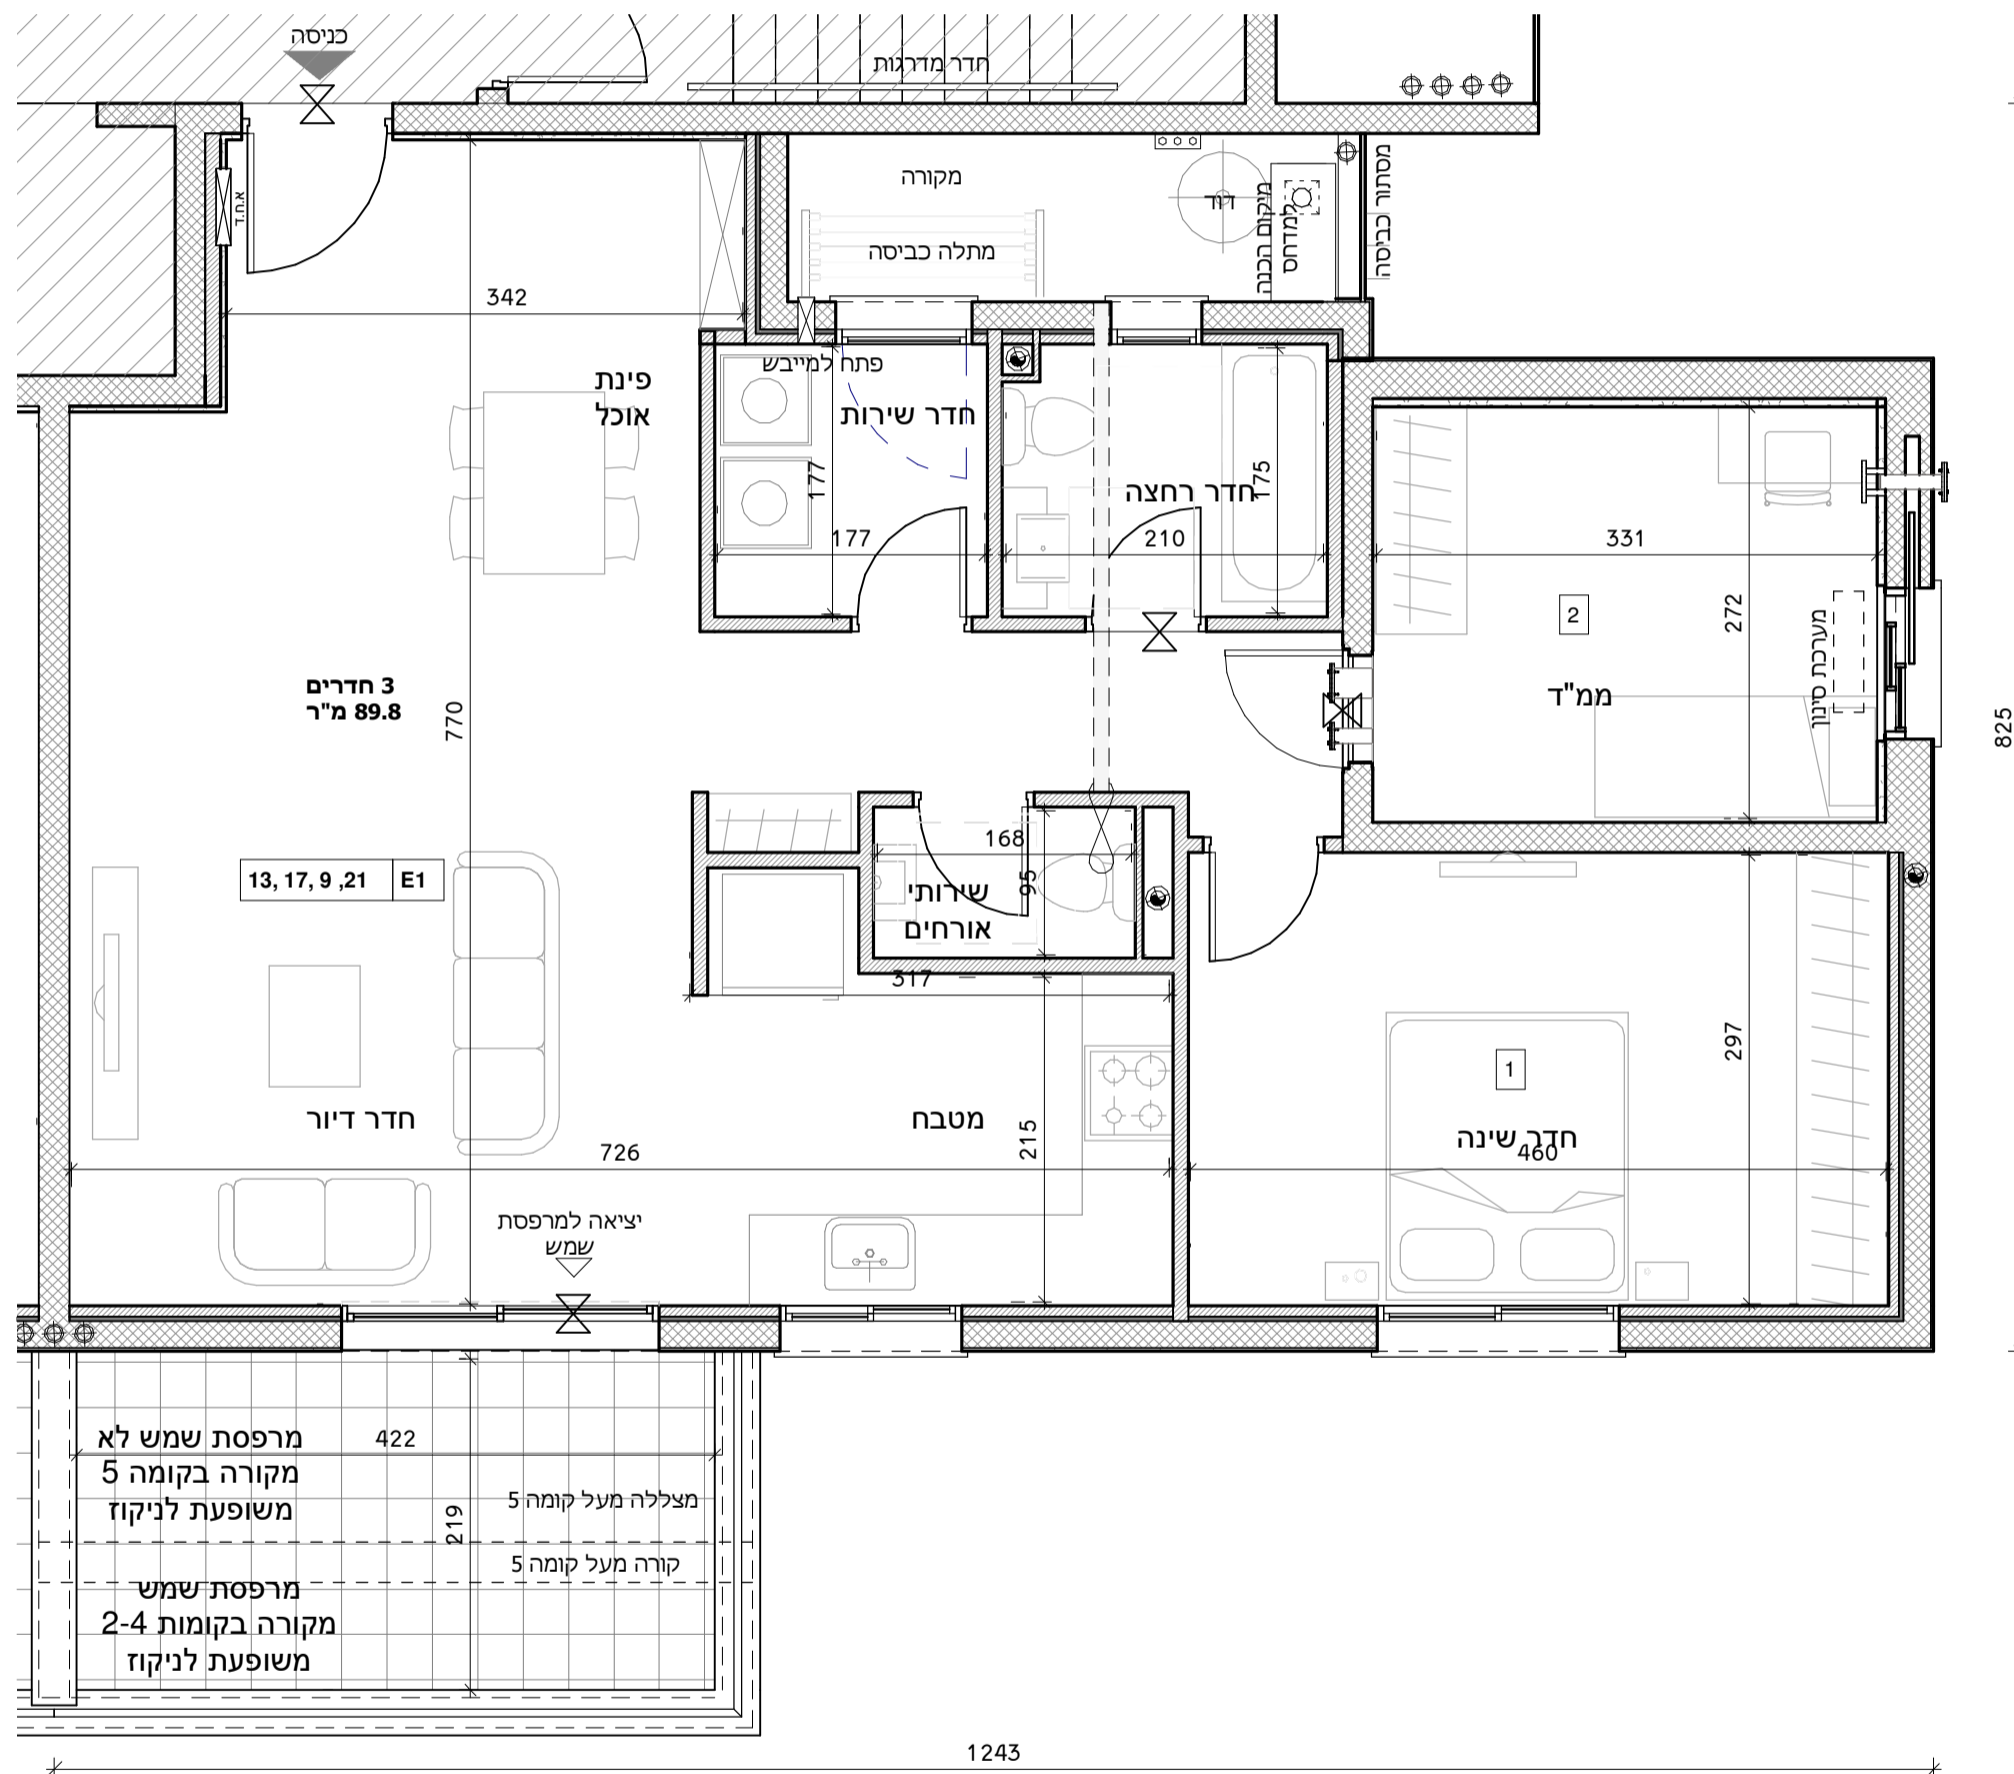 כניסה
חדר מדרגות
מקורה
מתלה כביסה
דוד
מיקום הכנה
למדחס
מסתור כביסה
א.ח.ד
342
פתח למייבש
פינת
אוכל
חדר שירות
177
177
חדר רחצה
175
210
331
272
2
ממ"ד
מערכת סינון
825
3 חדרים
89.8 מ"ר
770
13, 17, 9 ,21
E1
168
95
שירותי
אורחים
317
297
1
חדר שינה
460
חדר דיור
מטבח
726
215
יציאה למרפסת
שמש
מרפסת שמש לא
מקורה בקומה 5
משופעת לניקוז
422
219
מצללה מעל קומה 5
קורה מעל קומה 5
מרפסת שמש
מקורה בקומות 2-4
משופעת לניקוז
1243